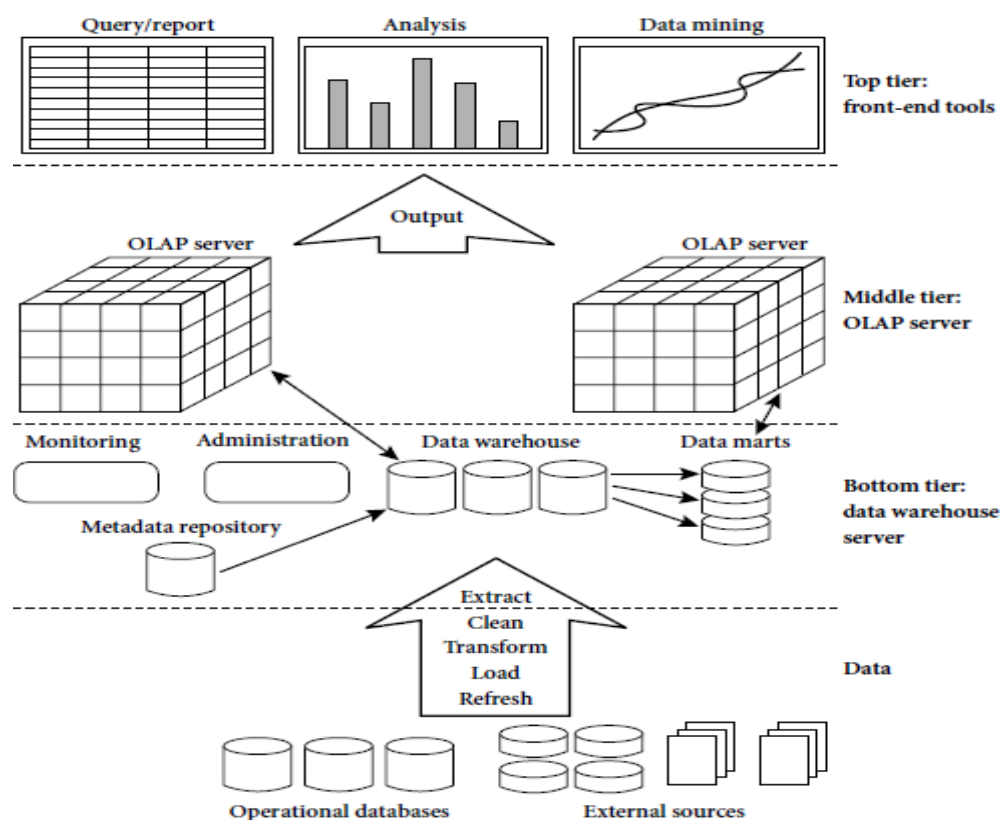 Query/report
Analysis
Data mining
Top tier:
front-end tools
Output
OLAP server
OLAP server
Middle tier:
OLAP server
Monitoring
Administration
Data warehouse
Data marts
Metadata repository
Bottom tier:
data warehouse
server
Extract
Clean
Transform
Load
Refresh
Data
Operational databases
External sources